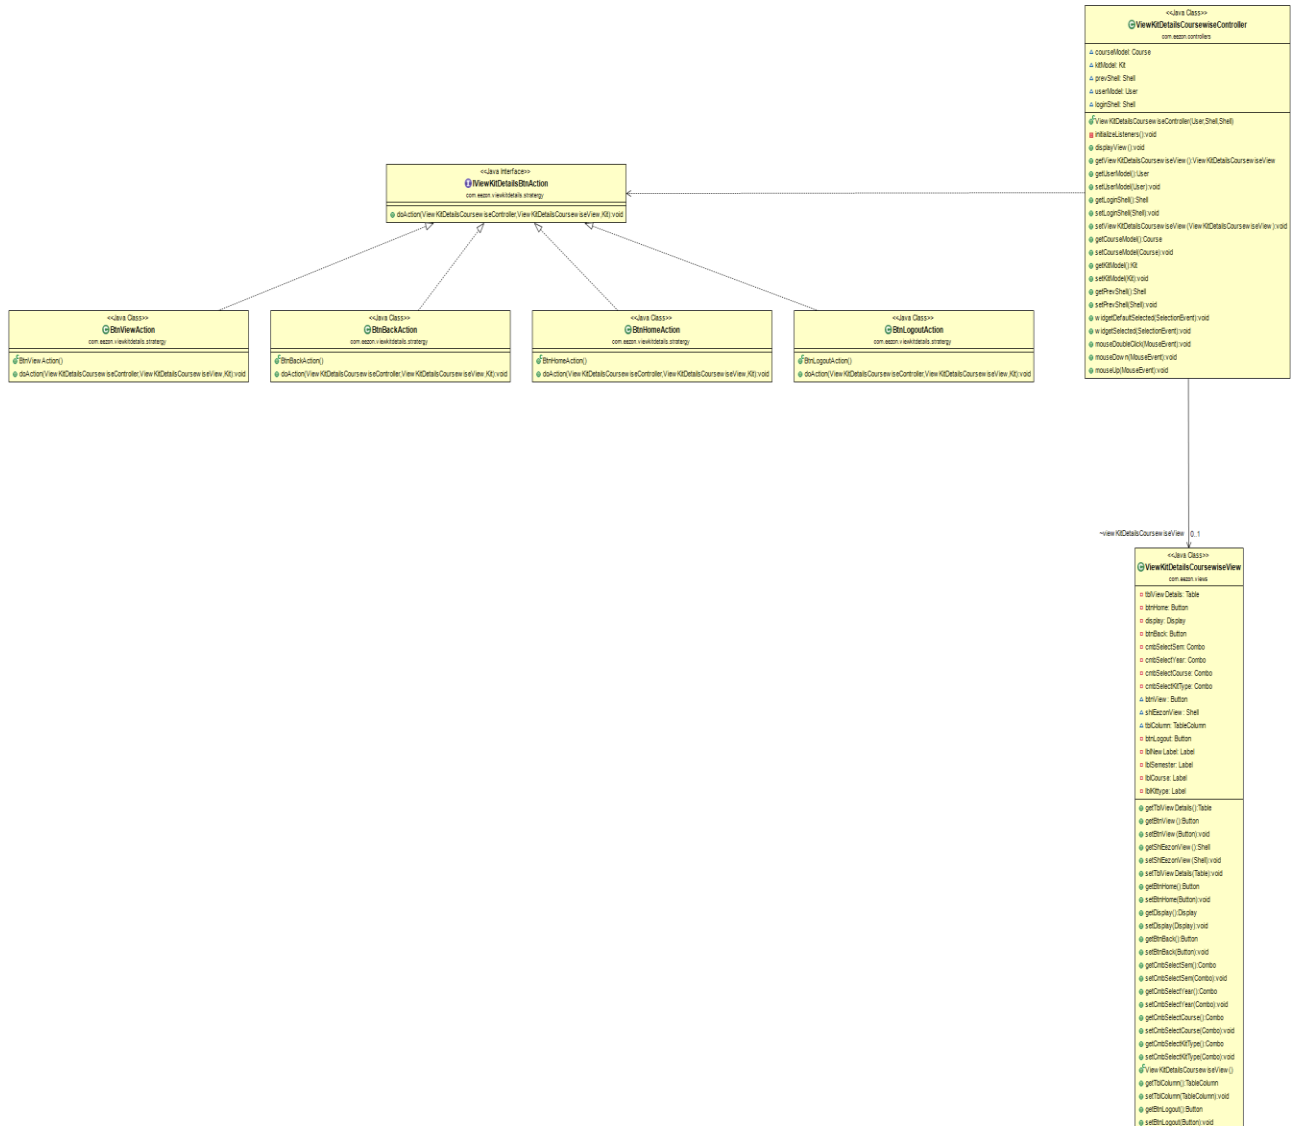 <<Java Class>>
ViewKitDetailsCoursewiseController
com.eezon.controllers
courseModel: Course
kitModel: Kit
prevShell: Shell
userModel: User
loginShell: Shell
ViewKitDetailsCoursewiseController(User,Shell,Shell)
initializeListeners():void
displayView():void
getViewKitDetailsCoursewiseView():ViewKitDetailsCoursewiseView
getUserModel():User
setUserModel(User):void
getLoginShell():Shell
setLoginShell(Shell):void
setViewKitDetailsCoursewiseView(ViewKitDetailsCoursewiseView):void
getCourseModel():Course
setCourseModel(Course):void
getKitModel():Kit
setKitModel(Kit):void
getPrevShell():Shell
setPrevShell(Shell):void
widgetDefaultSelected(SelectionEvent):void
widgetSelected(SelectionEvent):void
mouseDoubleClick(MouseEvent):void
mouseDown(MouseEvent):void
mouseUp(MouseEvent):void
<<Java Interface>>
IViewKitDetailsBtnAction
com.eezon.viewkitdetails.stratergy
doAction(ViewKitDetailsCoursewiseController,ViewKitDetailsCoursewiseView,Kit):void
<<Java Class>>
BtnViewAction
com.eezon.viewkitdetails.stratergy
BtnViewAction()
doAction(ViewKitDetailsCoursewiseController,ViewKitDetailsCoursewiseView,Kit):void
<<Java Class>>
BtnBackAction
com.eezon.viewkitdetails.stratergy
BtnBackAction()
doAction(ViewKitDetailsCoursewiseController,ViewKitDetailsCoursewiseView,Kit):void
<<Java Class>>
BtnHomeAction
com.eezon.viewkitdetails.stratergy
BtnHomeAction()
doAction(ViewKitDetailsCoursewiseController,ViewKitDetailsCoursewiseView,Kit):void
<<Java Class>>
BtnLogoutAction
com.eezon.viewkitdetails.stratergy
BtnLogoutAction()
doAction(ViewKitDetailsCoursewiseController,ViewKitDetailsCoursewiseView,Kit):void
~viewKitDetailsCoursewiseView 0..1
<<Java Class>>
ViewKitDetailsCoursewiseView
com.eezon.views
tblViewDetails: Table
btnHome: Button
display: Display
btnBack: Button
cmbSelectSem: Combo
cmbSelectYear: Combo
cmbSelectCourse: Combo
cmbSelectKitType: Combo
btnView: Button
shlEezonView: Shell
tblColumn: TableColumn
btnLogout: Button
lblNewLabel: Label
lblSemester: Label
lblCourse: Label
lblKittype: Label
getTblViewDetails():Table
getBtnView():Button
setBtnView(Button):void
getShlEezonView():Shell
setShlEezonView(Shell):void
setTblViewDetails(Table):void
getBtnHome():Button
setBtnHome(Button):void
getDisplay():Display
setDisplay(Display):void
getBtnBack():Button
setBtnBack(Button):void
getCmbSelectSem():Combo
setCmbSelectSem(Combo):void
getCmbSelectYear():Combo
setCmbSelectYear(Combo):void
getCmbSelectCourse():Combo
setCmbSelectCourse(Combo):void
getCmbSelectKitType():Combo
setCmbSelectKitType(Combo):void
ViewKitDetailsCoursewiseView()
getTblColumn():TableColumn
setTblColumn(TableColumn):void
getBtnLogout():Button
setBtnLogout(Button):void